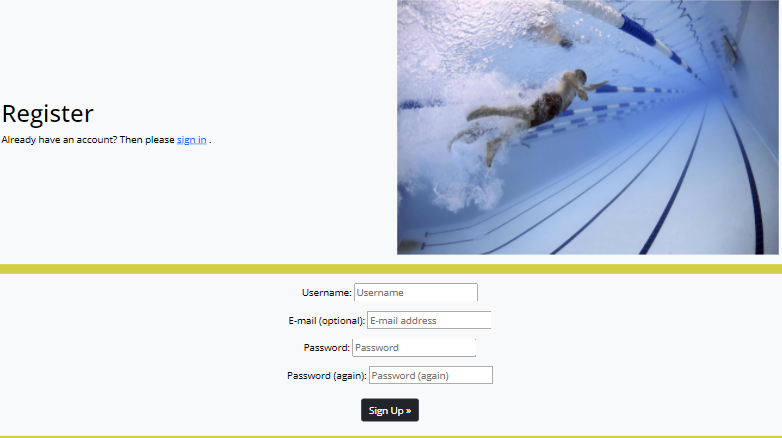 Register
Already have an account? Then please sign in .
Username: Username
E-mail (optional): E-mail address
Password: Password
Password (again): Password (again)
Sign Up »